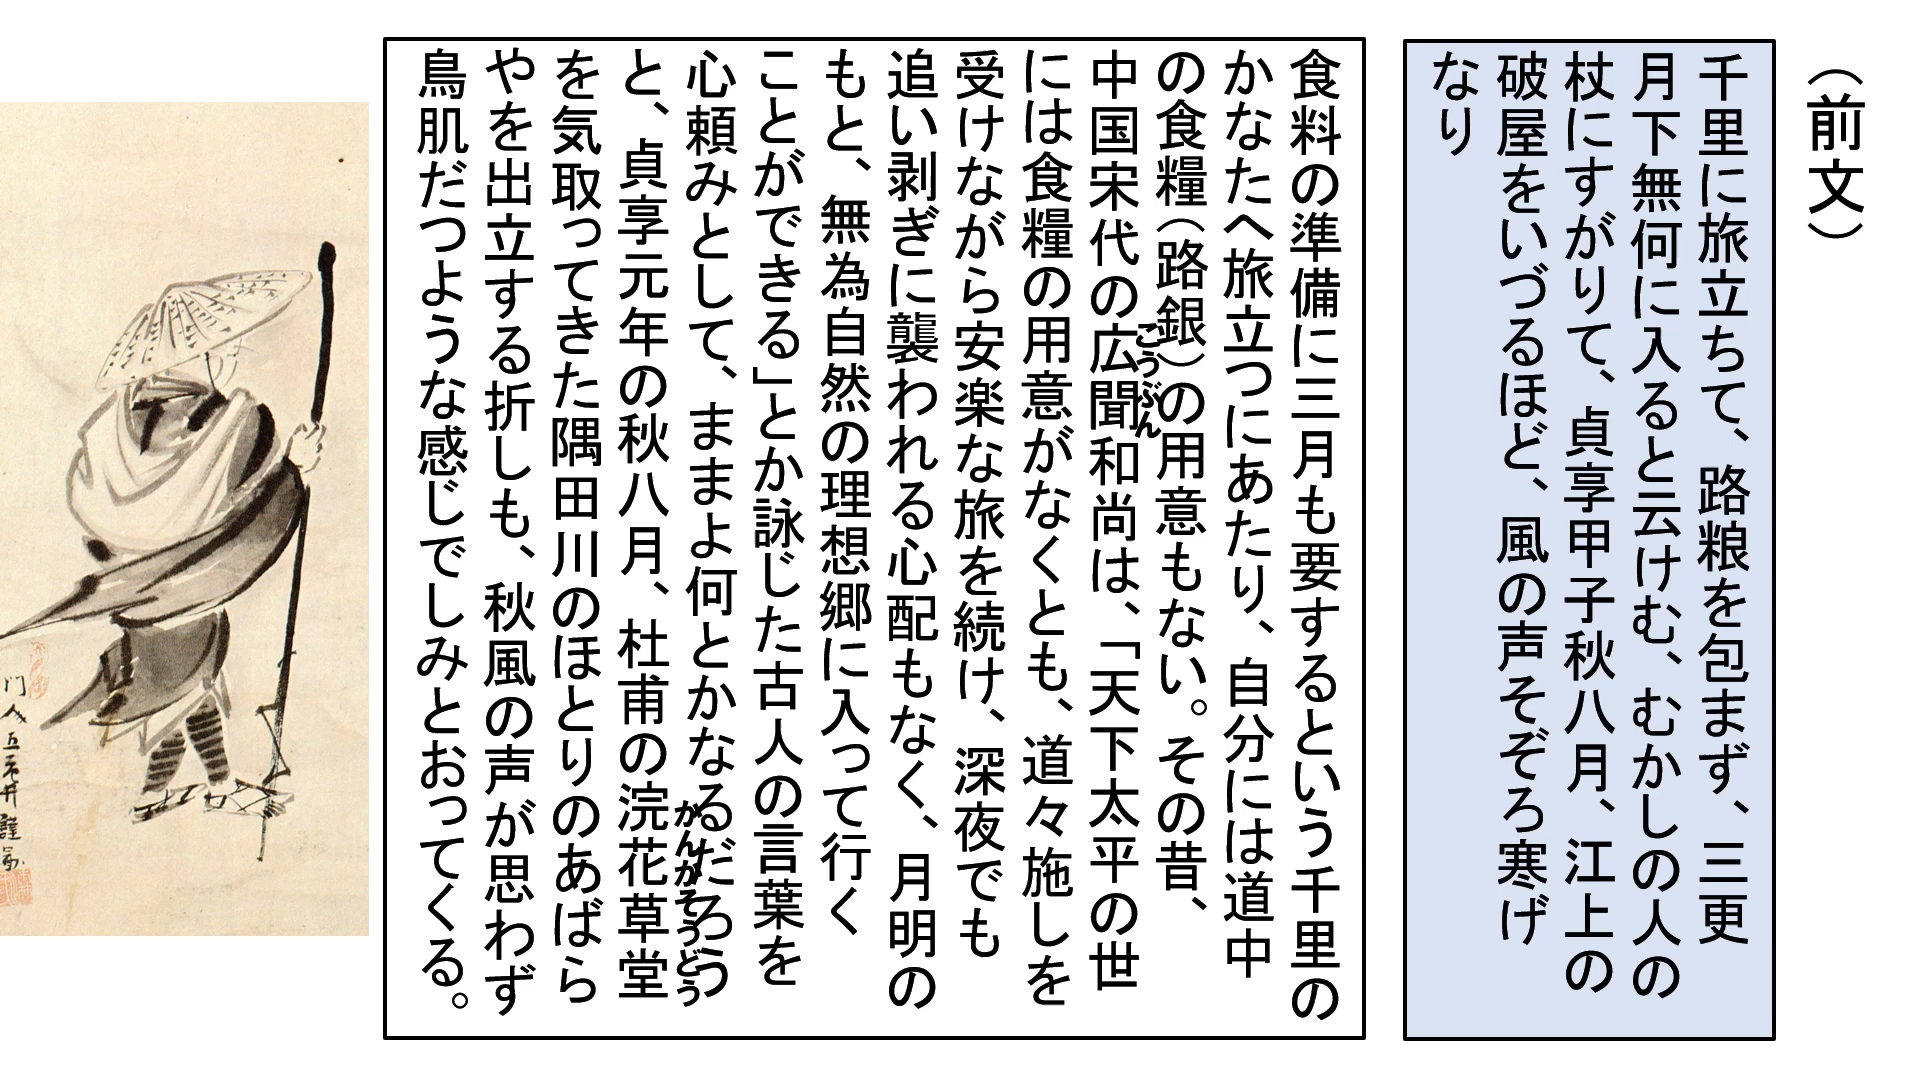 （前文）
千里に旅立ちて、路粮を包まず、三更
月下無何に入ると云けむ、むかしの人の
杖にすがりて、貞享甲子秋八月、江上の
破屋をいづるほど、風の声そぞろ寒げ
なり
食料の準備に三月も要するという千里の
かなたへ旅立つにあたり、自分には道中
の食糧（路銀）の用意もない。その昔、
中国宋代の広聞和尚は、「天下太平の世
こうぶん
には食糧の用意がなくとも、道々施しを
受けながら安楽な旅を続け、深夜でも
追い剥ぎに襲われる心配もなく、月明の
もと、無為自然の理想郷に入って行く
ことができる」とか詠じた古人の言葉を
心頼みとして、ままよ何とかなるだろう
と、貞享元年の秋八月、杜甫の浣花草堂
かんかそうどう
を気取ってきた隅田川のほとりのあばら
やを出立する折しも、秋風の声が思わず
鳥肌だつような感じでしみとおってくる。